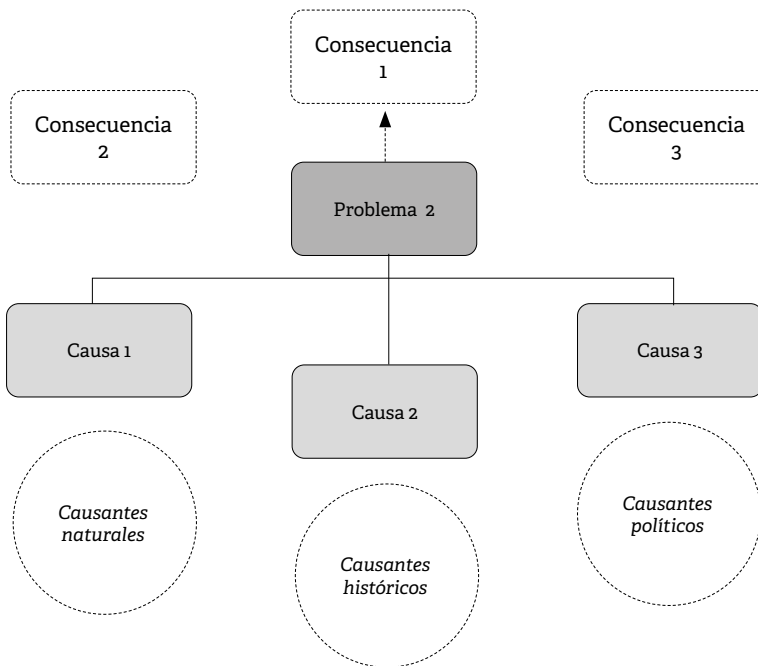 Consecuencia
1
Consecuencia
2
Consecuencia
3
Problema 2
Causa 1
Causa 2
Causa 3
Causantes
naturales
Causantes
históricos
Causantes
políticos